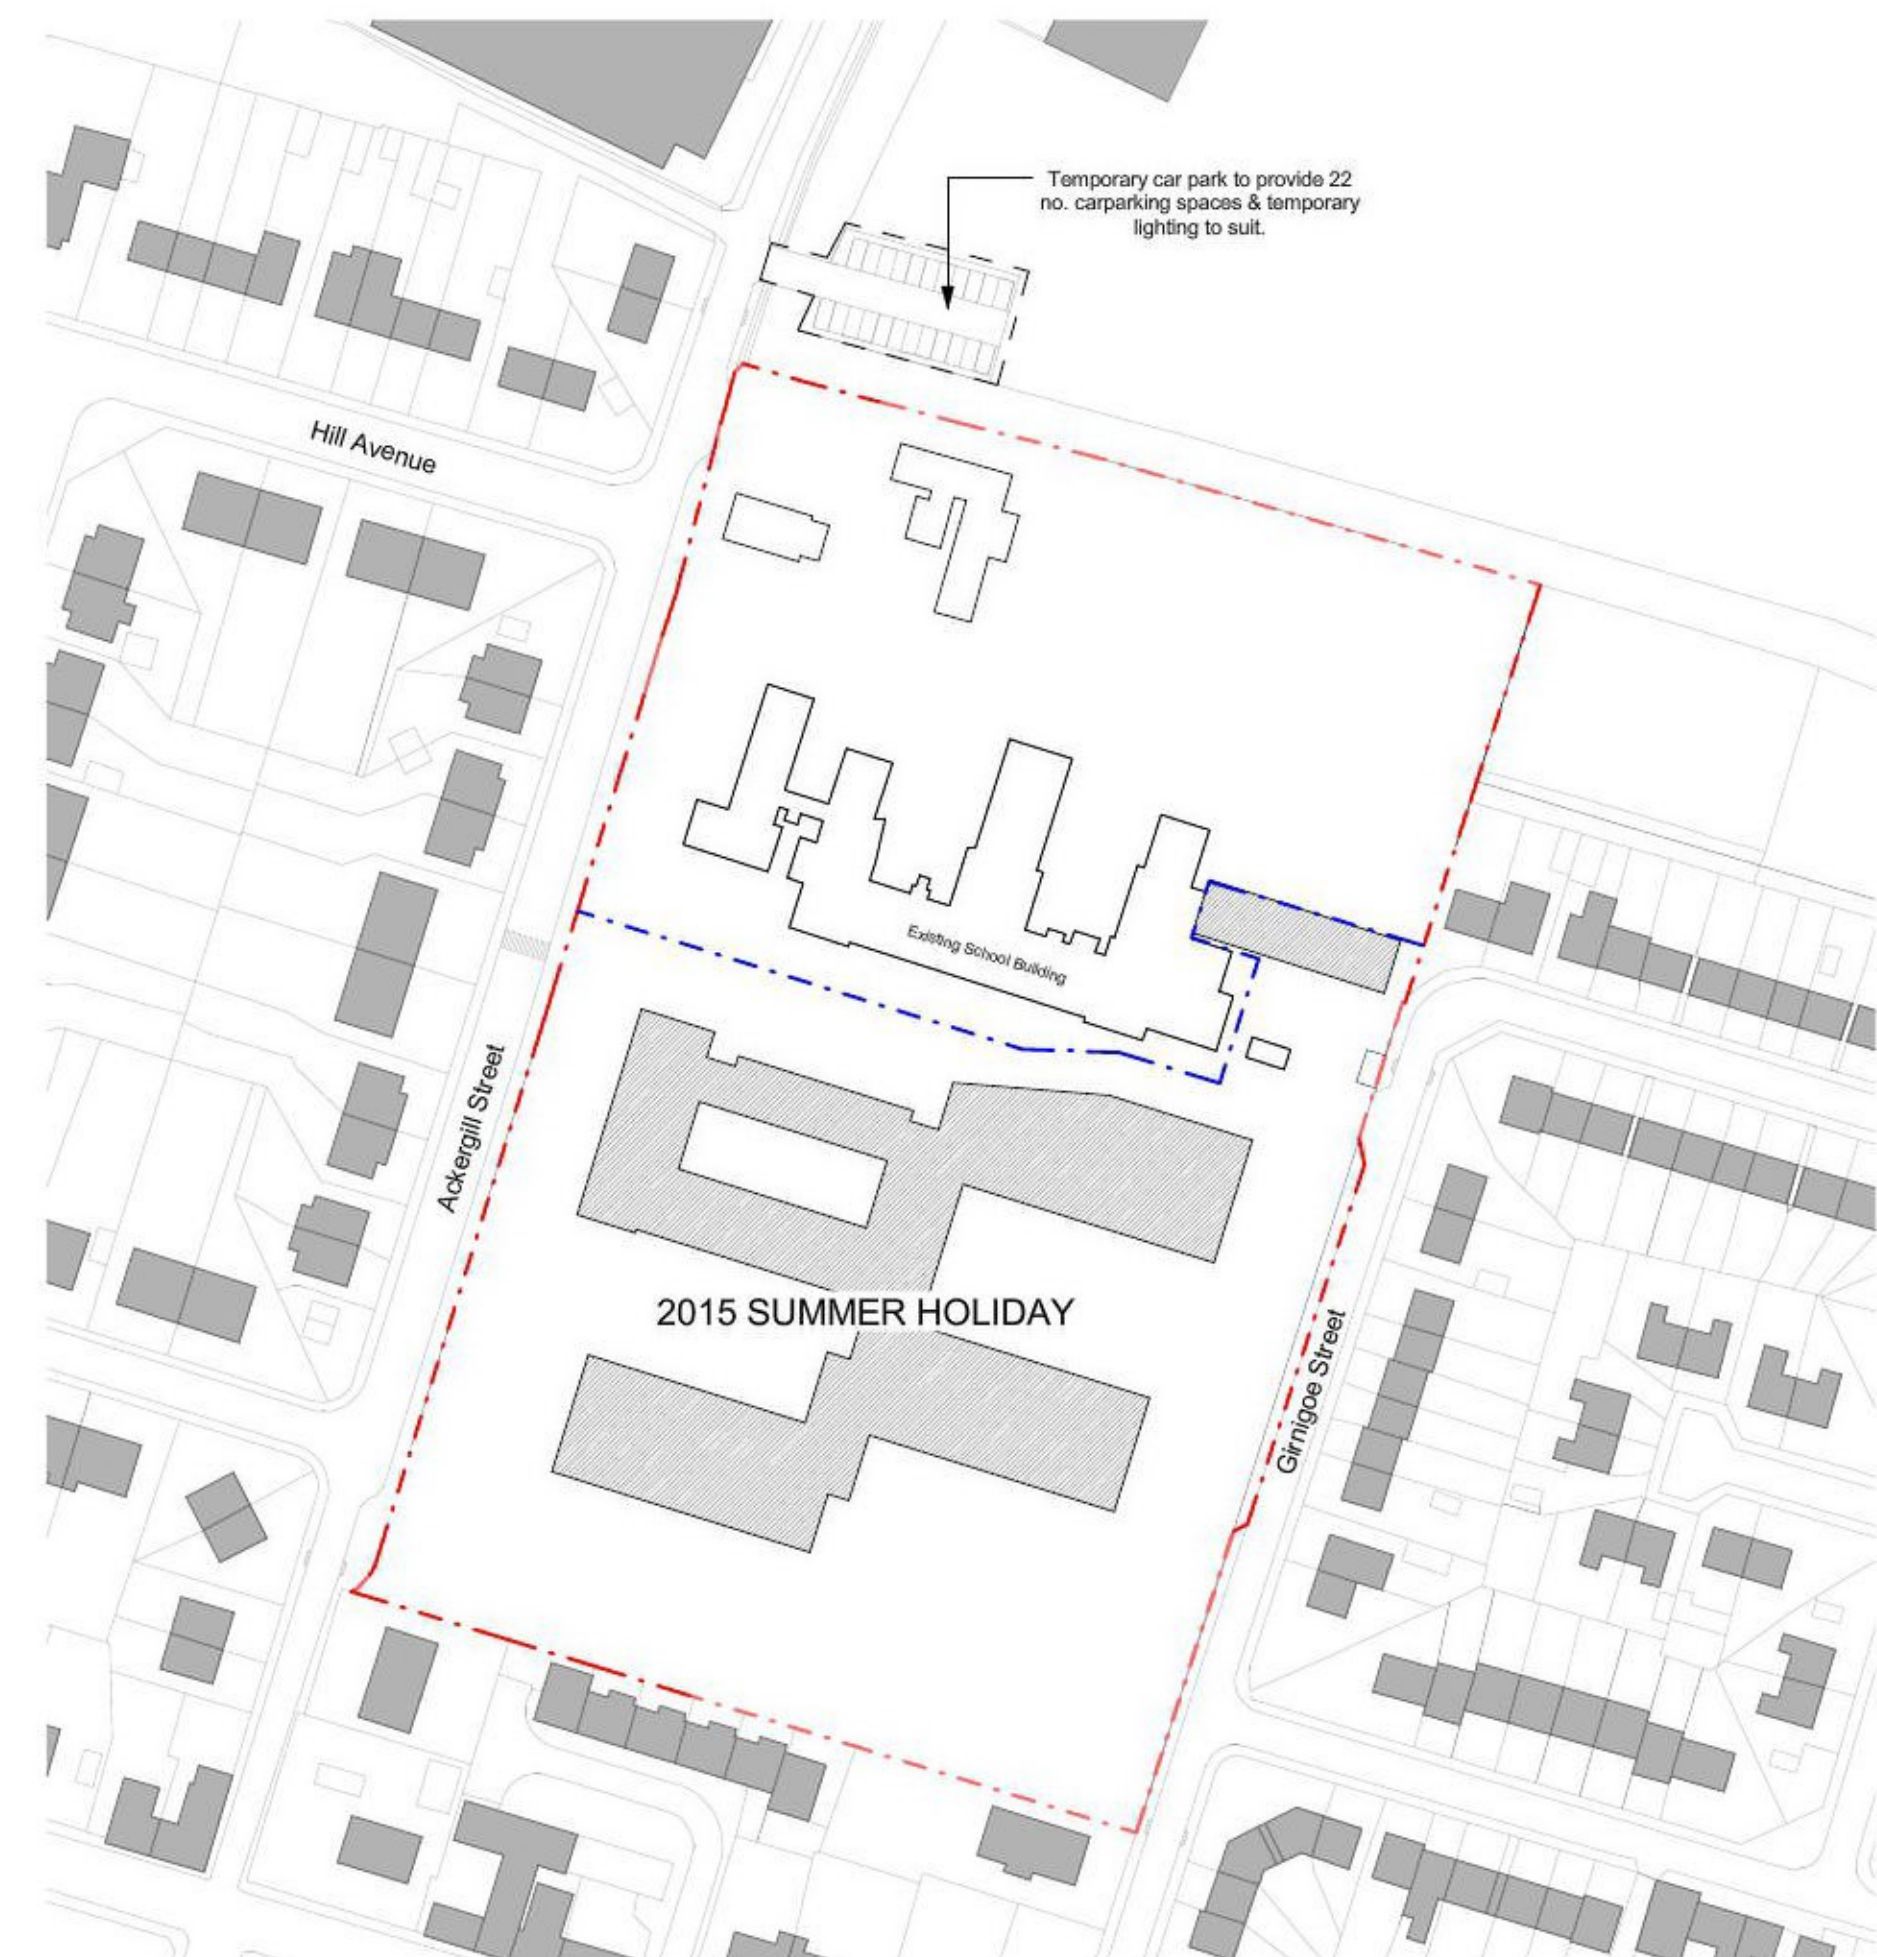 Temporary car park to provide 22
no. carparking spaces & temporary
lighting to suit.
Hill Avenue
Existing School Building
Ackergill Street
2015 SUMMER HOLIDAY
Girnigoe Street